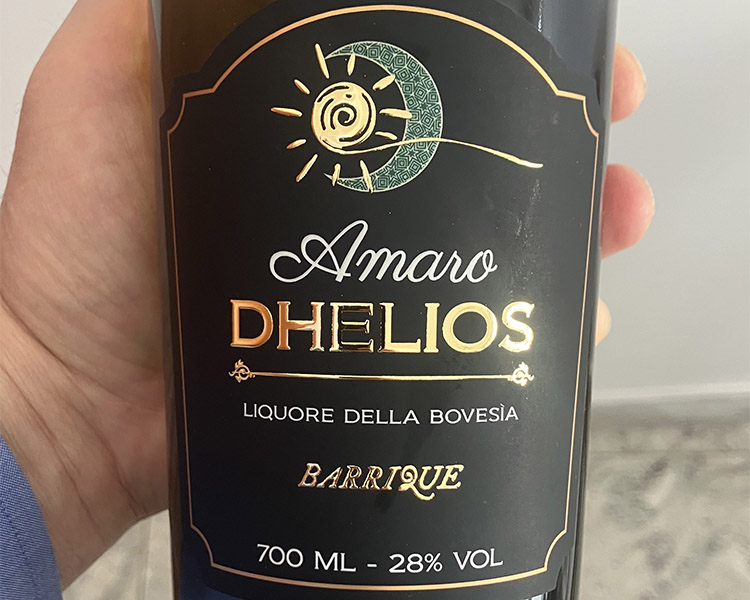 Amaro
DHELIOS
LIQUORE DELLA BOVESÌA
BARRIQUE
700 ML - 28% VOL